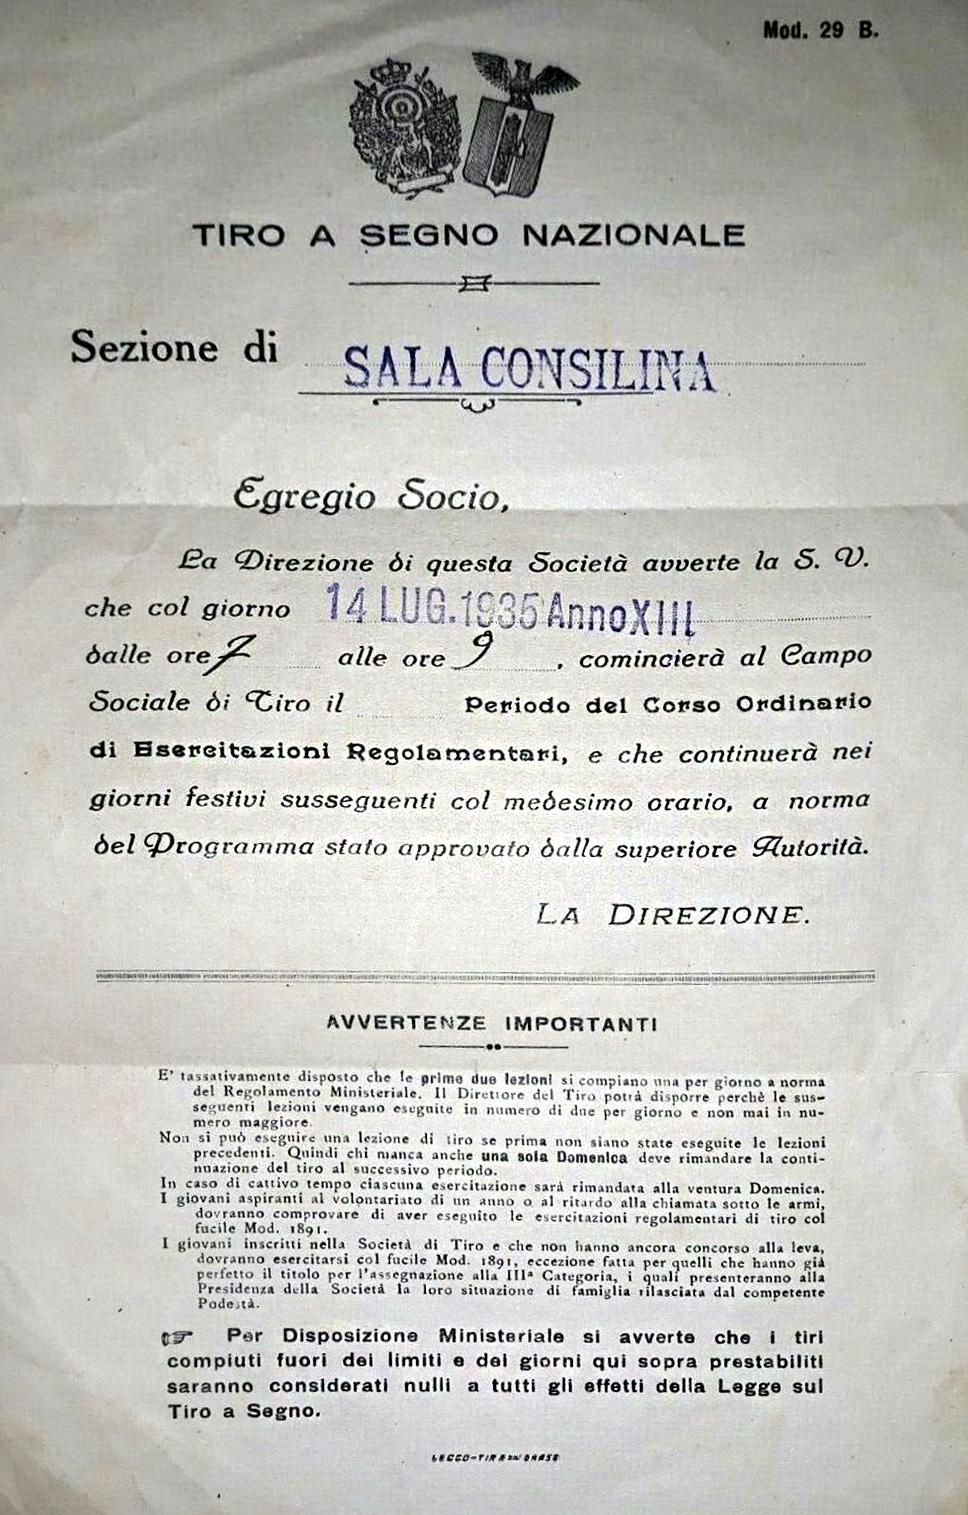 Mod. 29 B.
TIRO A SEGNO NAZIONALE
Sezione di SALA CONSILINA
Egregio Socio,
La Direzione di questa Società avverte la S. V.
che col giorno 14 LUG. 1935 Anno XIII
dalle ore 7 alle ore 9, comincierà al Campo
Sociale di Tiro il Periodo del Corso Ordinario
di Esercitazioni Regolamentari, e che continuerà nei
giorni festivi susseguenti col medesimo orario, a norma
del Programma stato approvato dalla superiore Autorità.
LA DIREZIONE.
AVVERTENZE IMPORTANTI
E' tassativamente disposto che le prime due lezioni si compiano una per giorno a norma
del Regolamento Ministeriale. Il Direttore del Tiro potrà disporre perchè le sus-
seguenti lezioni vengano eseguite in numero di due per giorno e non mai in nu-
mero maggiore.
Non si può eseguire una lezione di tiro se prima non siano state eseguite le lezioni
precedenti. Quindi chi manca anche una sola Domenica deve rimandare la conti-
nuazione del tiro al successivo periodo.
In caso di cattivo tempo ciascuna esercitazione sarà rimandata alla ventura Domenica.
I giovani aspiranti al volontariato di un anno o al ritardo alla chiamata sotto le armi,
dovranno comprovare di aver eseguito le esercitazioni regolamentari di tiro col
fucile Mod. 1891.
I giovani inscritti nella Società di Tiro e che non hanno ancora concorso alla leva,
dovranno esercitarsi col fucile Mod. 1891, eccezione fatta per quelli che hanno già
perfetto il titolo per l'assegnazione alla IIIª Categoria, i quali presenteranno alla
Presidenza della Società la loro situazione di famiglia rilasciata dal competente
Podestà.
☞ Per Disposizione Ministeriale si avverte che i tiri
compiuti fuori dei limiti e dei giorni qui sopra prestabiliti
saranno considerati nulli a tutti gli effetti della Legge sul
Tiro a Segno.
LECCO-TIP.